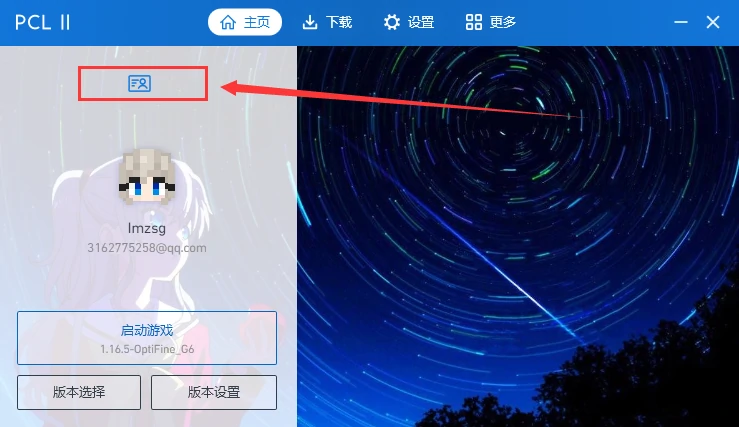 PCL II
主页
下载
设置
更多
lmzsg
3162775258@qq.com
启动游戏
1.16.5-OptiFine_G6
版本选择
版本设置